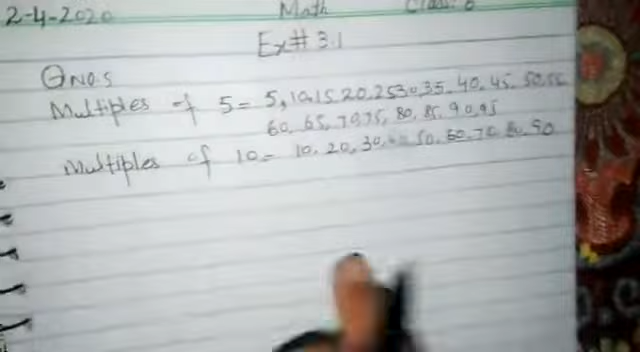 2-4-2020 Math Class: 6
Ex# 3.1
QNO5
Multiples of 5= 5, 10, 15, 20, 25, 30, 35, 40, 45, 50, 55
60, 65, 70, 75, 80, 85, 90, 95
Multiples of 10= 10, 20, 30, 40, 50, 60, 70, 80, 90